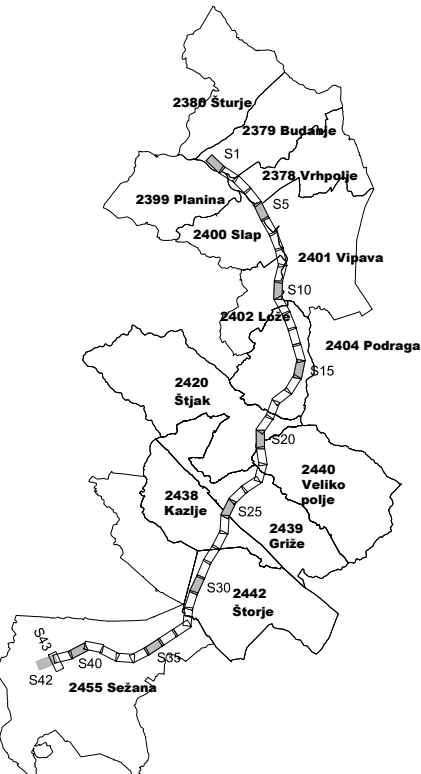 2386 Šturje
2379 Budanje
S1
2378 Vrhpolje
2399 Planina
S5
2400 Slap
2401 Vipava
S10
2402 Lože
2404 Podraga
S15
2420
Štjak
S20
2440
Veliko
polje
2438
Kazlje
S25
2439
Griže
S30
2442
Štorje
S43
S35
S40
S42
2455 Sežana